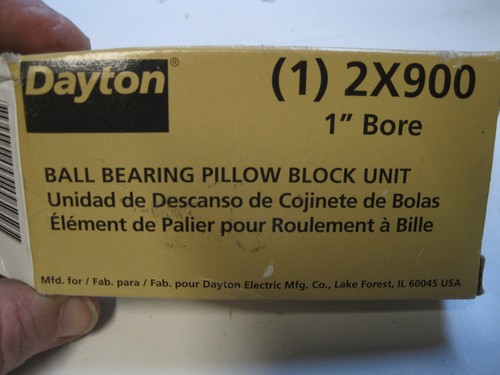 Dayton®
(1) 2X900
1" Bore
BALL BEARING PILLOW BLOCK UNIT
Unidad de Descanso de Cojinete de Bolas
Élément de Palier pour Roulement à Bille
Mfd. for / Fab. para / Fab. pour Dayton Electric Mfg. Co., Lake Forest, IL 60045 USA